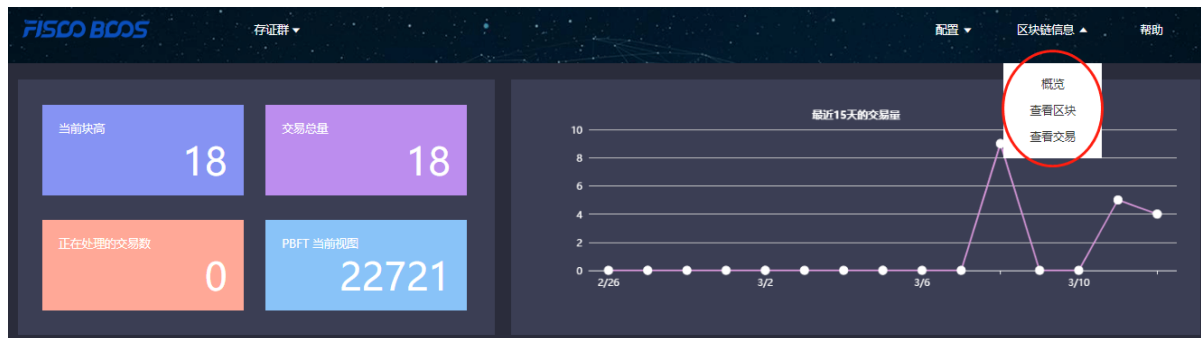 FISCO BCOS
存证群
配置
区块链信息
帮助
概览
查看区块
查看交易
当前块高
18
交易总量
18
正在处理的交易数
0
PBFT 当前视图
22721
最近15天的交易量
10
8
6
4
2
0
2/26
3/2
3/6
3/10